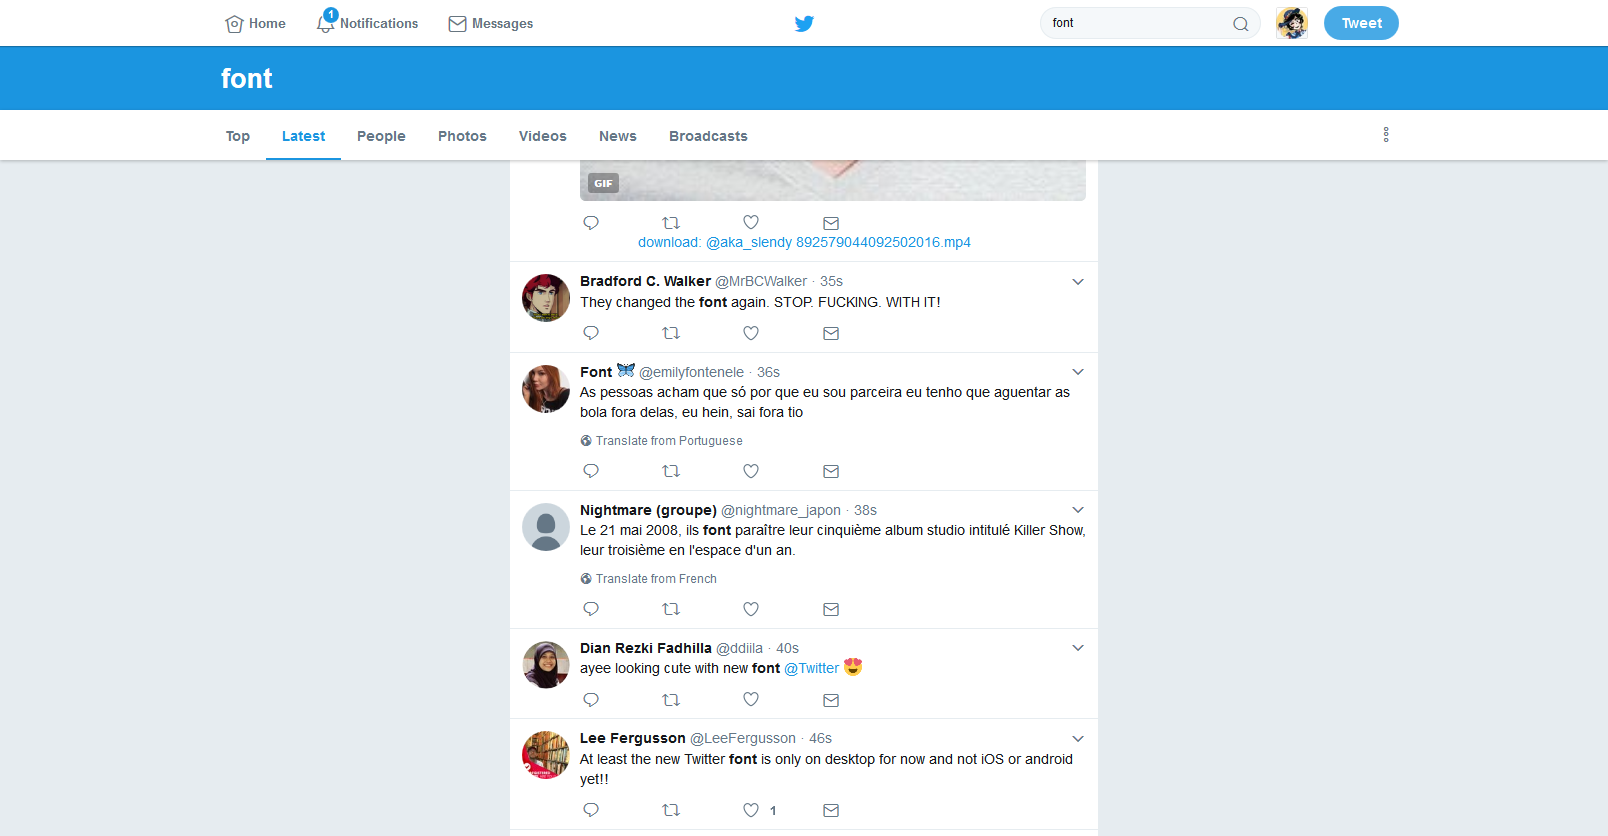 Home
1
Notifications
Messages
font
Tweet
font
Top
Latest
People
Photos
Videos
News
Broadcasts
GIF
download: @aka_slendy 892579044092502016.mp4
Bradford C. Walker @MrBCWalker · 35s
They changed the font again. STOP. FUCKING. WITH IT!
Font 🦋 @emilyfontenele · 36s
As pessoas acham que só por que eu sou parceira eu tenho que aguentar as
bola fora delas, eu hein, sai fora tio
Translate from Portuguese
Nightmare (groupe) @nightmare_japon · 38s
Le 21 mai 2008, ils font paraître leur cinquième album studio intitulé Killer Show,
leur troisième en l'espace d'un an.
Translate from French
Dian Rezki Fadhilla @ddiila · 40s
ayee looking cute with new font @Twitter 😍
Lee Fergusson @LeeFergusson · 46s
At least the new Twitter font is only on desktop for now and not iOS or android
yet!!
1